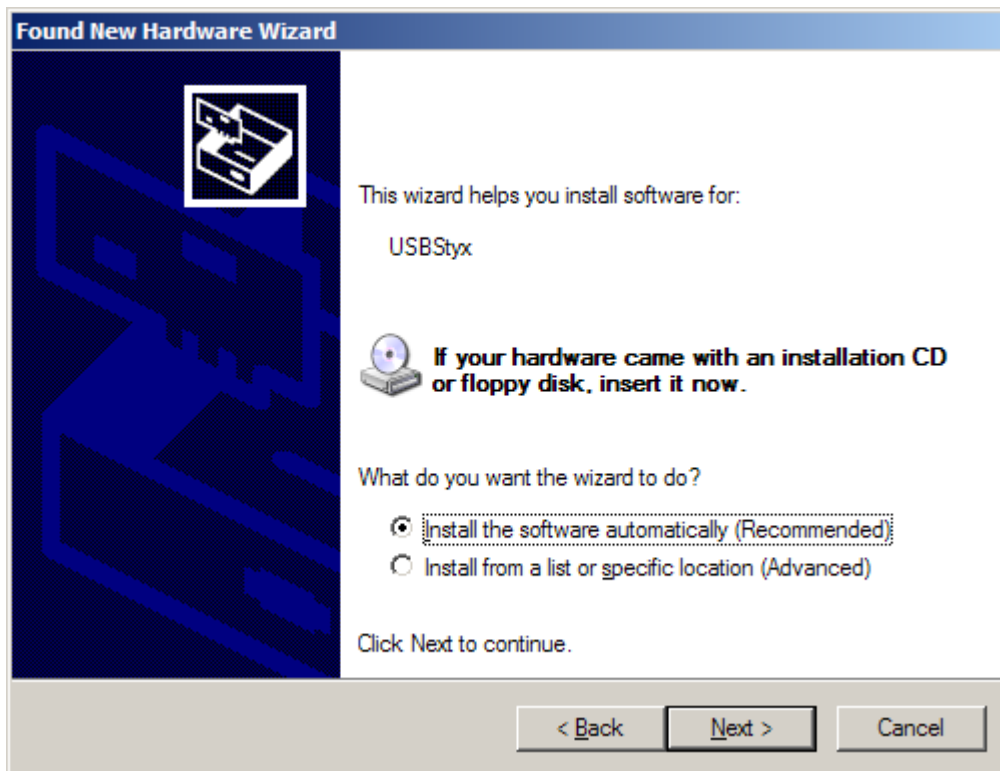 Found New Hardware Wizard
This wizard helps you install software for:
USBStyx
If your hardware came with an installation CD
or floppy disk, insert it now.
What do you want the wizard to do?
Install the software automatically (Recommended)
Install from a list or specific location (Advanced)
Click Next to continue.
< Back Next > Cancel